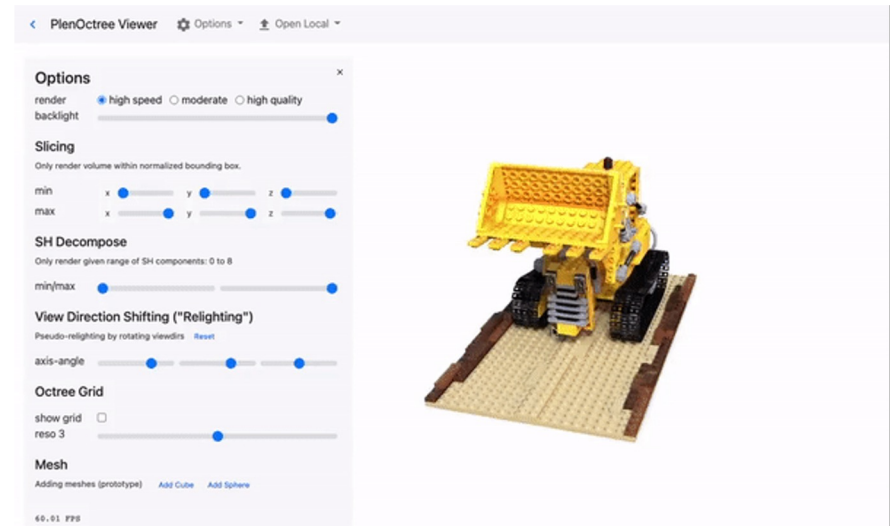 PlenOctree Viewer Options Open Local
Options ×
render high speed moderate high quality
backlight
Slicing
Only render volume within normalized bounding box.
min x y z
max x y z
SH Decompose
Only render given range of SH components: 0 to 8
min/max
View Direction Shifting ("Relighting")
Pseudo-relighting by rotating viewdirs Reset
axis-angle
Octree Grid
show grid
reso 3
Mesh
Adding meshes (prototype) Add Cube Add Sphere
60.01 FPS